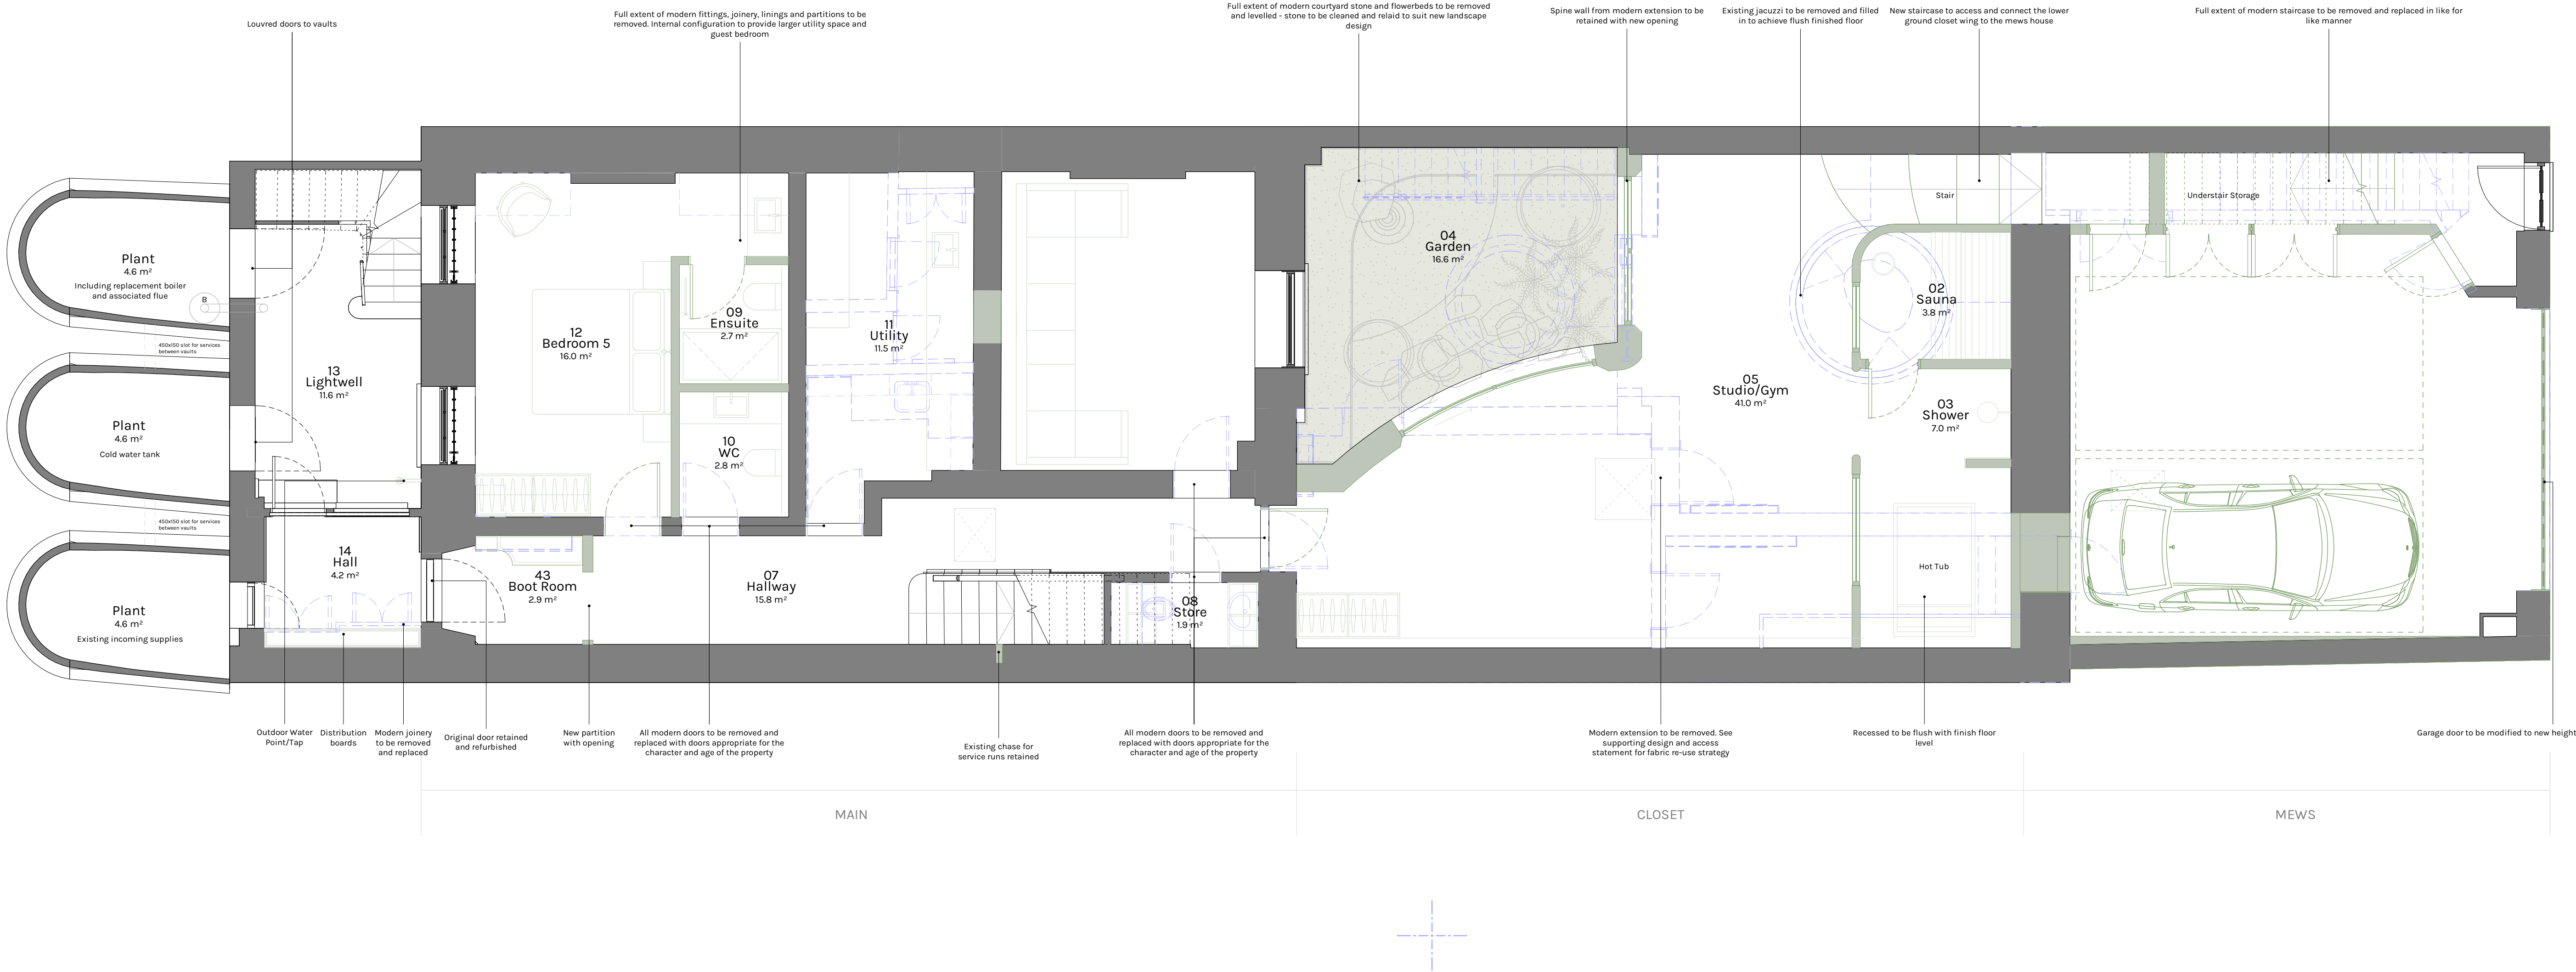 Louvred doors to vaults
Full extent of modern fittings, joinery, linings and partitions to be
removed. Internal configuration to provide larger utility space and
guest bedroom
Full extent of modern courtyard stone and flowerbeds to be removed
and levelled - stone to be cleaned and relaid to suit new landscape
design
Spine wall from modern extension to be
retained with new opening
Existing jacuzzi to be removed and filled
in to achieve flush finished floor
New staircase to access and connect the lower
ground closet wing to the mews house
Full extent of modern staircase to be removed and replaced in like for
like manner
Plant
4.6 m²
Including replacement boiler
and associated flue
B
450x150 slot for services
between vaults
Plant
4.6 m²
Cold water tank
450x150 slot for services
between vaults
Plant
4.6 m²
Existing incoming supplies
13
Lightwell
11.6 m²
14
Hall
4.2 m²
12
Bedroom 5
16.0 m²
09
Ensuite
2.7 m²
10
WC
2.8 m²
11
Utility
11.5 m²
43
Boot Room
2.9 m²
07
Hallway
15.8 m²
08
Store
1.9 m²
04
Garden
16.6 m²
05
Studio/Gym
41.0 m²
Stair
02
Sauna
3.8 m²
03
Shower
7.0 m²
Hot Tub
Understair Storage
Outdoor Water
Point/Tap
Distribution
boards
Modern joinery
to be removed
and replaced
Original door retained
and refurbished
New partition
with opening
All modern doors to be removed and
replaced with doors appropriate for the
character and age of the property
Existing chase for
service runs retained
All modern doors to be removed and
replaced with doors appropriate for the
character and age of the property
Modern extension to be removed. See
supporting design and access
statement for fabric re-use strategy
Recessed to be flush with finish floor
level
Garage door to be modified to new height
MAIN
CLOSET
MEWS